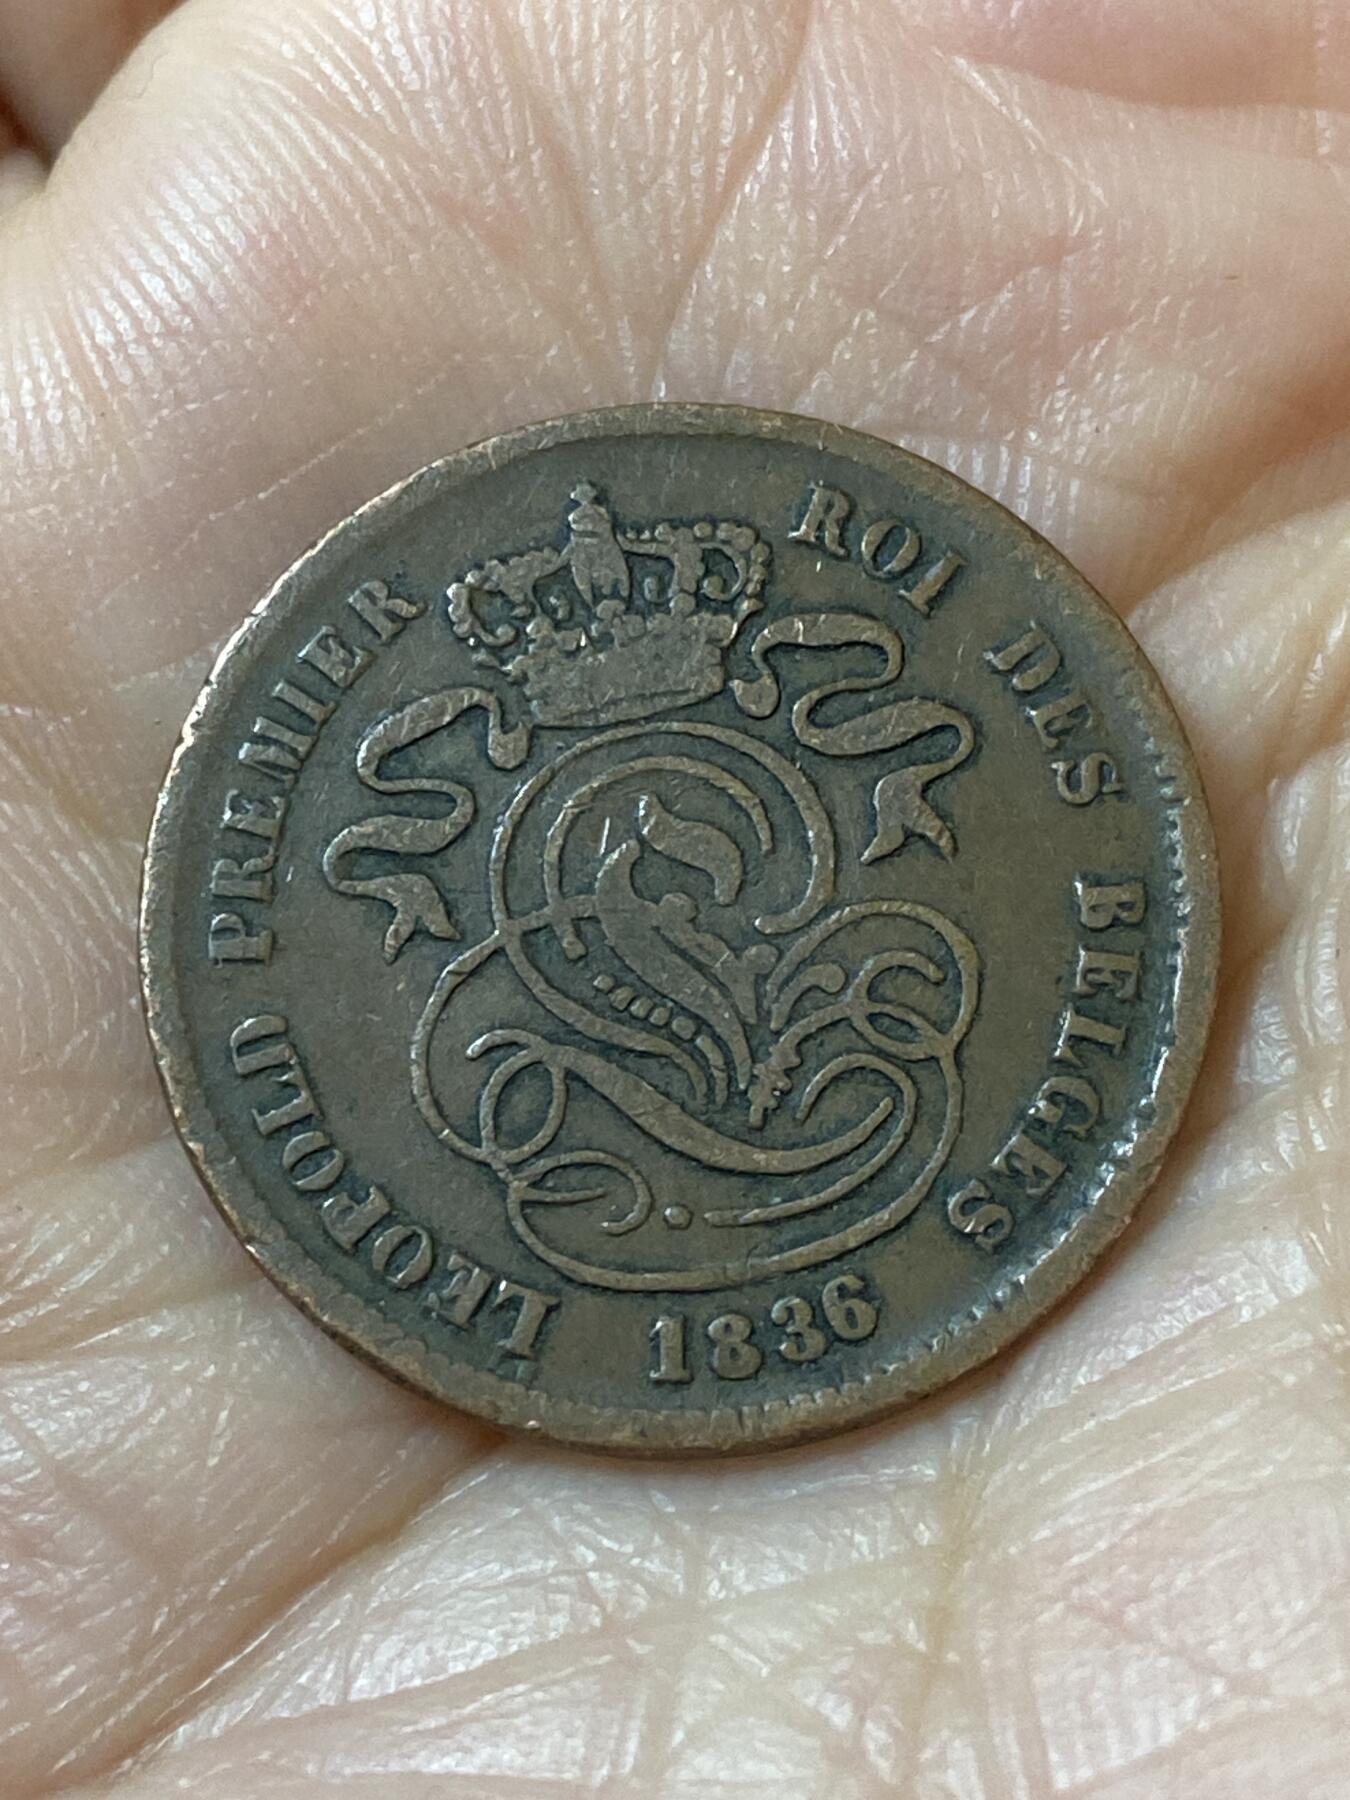 LEOPOLD PREMIER ROI DES BELGES
1836